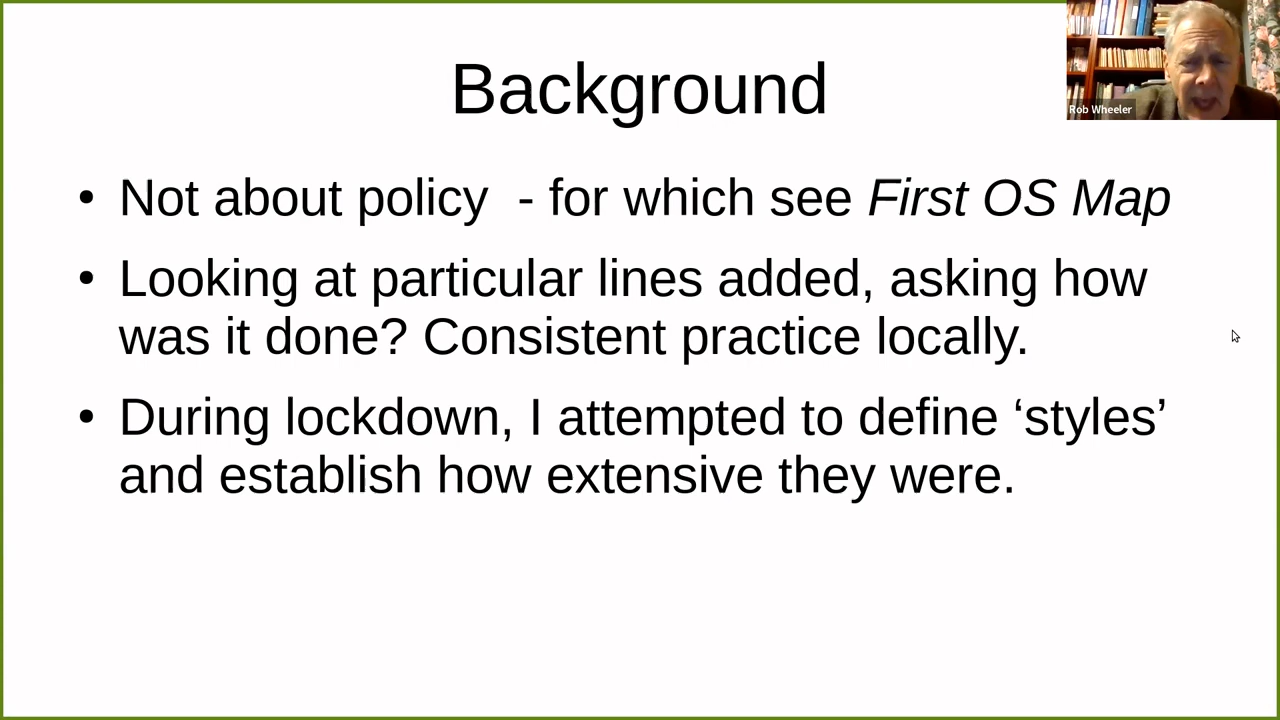 Background
Rob Wheeler
• Not about policy  - for which see First OS Map
• Looking at particular lines added, asking how
was it done? Consistent practice locally.
• During lockdown, I attempted to define ‘styles’
and establish how extensive they were.